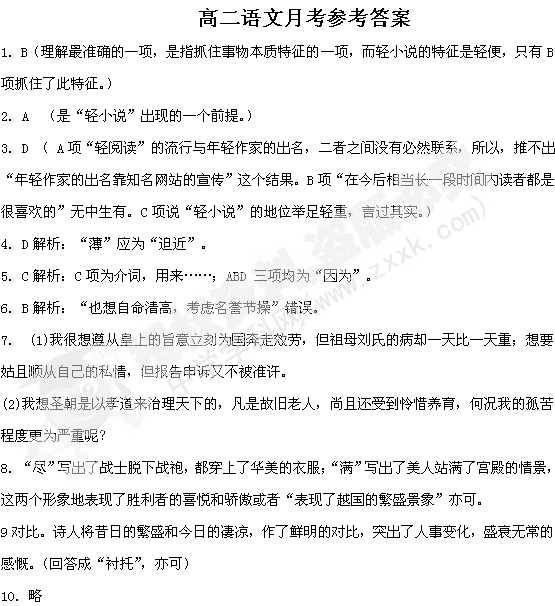 高二语文月考参考答案
1. B（理解最准确的一项，是指抓住事物本质特征的一项，而轻小说的特征是轻便，只有B
项抓住了此特征。）
2. A （是“轻小说”出现的一个前提。）
3. D （ A项“轻阅读”的流行与年轻作家的出名，二者之间没有必然联系，所以，推不出
“年轻作家的出名靠知名网站的宣传”这个结果。B项“在今后相当长一段时间内读者都是
很喜欢的”无中生有。C项说“轻小说”的地位举足轻重，言过其实。）
4. D解析：“薄”应为“迫近”。
5. C解析：C项为介词，用来……；ABD 三项均为“因为”。
6. B解析：“也想自命清高，考虑名誉节操”错误。
7. (1)我很想遵从皇上的旨意立刻为国奔走效劳，但祖母刘氏的病却一天比一天重；想要
姑且顺从自己的私情，但报告申诉又不被准许。
(2)我想圣朝是以孝道来治理天下的，凡是故旧老人，尚且还受到怜惜养育，何况我的孤苦
程度更为严重呢？
8. “尽”写出了战士脱下战袍，都穿上了华美的衣服；“满”写出了美人站满了宫殿的情景，
这两个形象地表现了胜利者的喜悦和骄傲或者“表现了越国的繁盛景象”亦可。
9对比。诗人将昔日的繁盛和今日的凄凉，作了鲜明的对比，突出了人事变化，盛衰无常的
感慨。（回答成“衬托”，亦可）
10. 略
zxxk.com